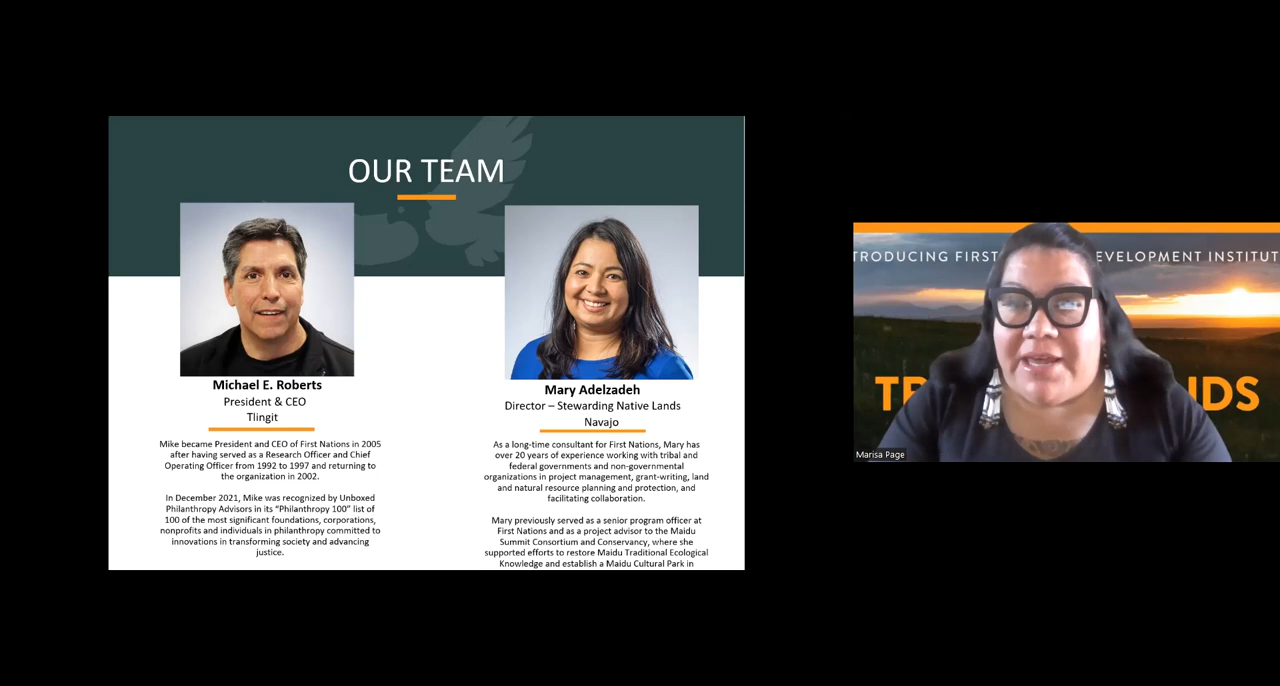 OUR TEAM
Michael E. Roberts
President & CEO
Tlingit
Mike became President and CEO of First Nations in 2005
after having served as a Research Officer and Chief
Operating Officer from 1992 to 1997 and returning to
the organization in 2002.
In December 2021, Mike was recognized by Unboxed
Philanthropy Advisors in its “Philanthropy 100” list of
100 of the most significant foundations, corporations,
nonprofits and individuals in philanthropy committed to
innovations in transforming society and advancing
justice.
Mary Adelzadeh
Director – Stewarding Native Lands
Navajo
As a long-time consultant for First Nations, Mary has
over 20 years of experience working with tribal and
federal governments and non-governmental
organizations in project management, grant-writing, land
and natural resource planning and protection, and
facilitating collaboration.
Mary previously served as a senior program officer at
First Nations and as a project advisor to the Maidu
Summit Consortium and Conservancy, where she
supported efforts to restore Maidu Traditional Ecological
Knowledge and establish a Maidu Cultural Park in
TRODUCING FIRST EVELOPMENT INSTITUT
TR NDS
Marisa Page